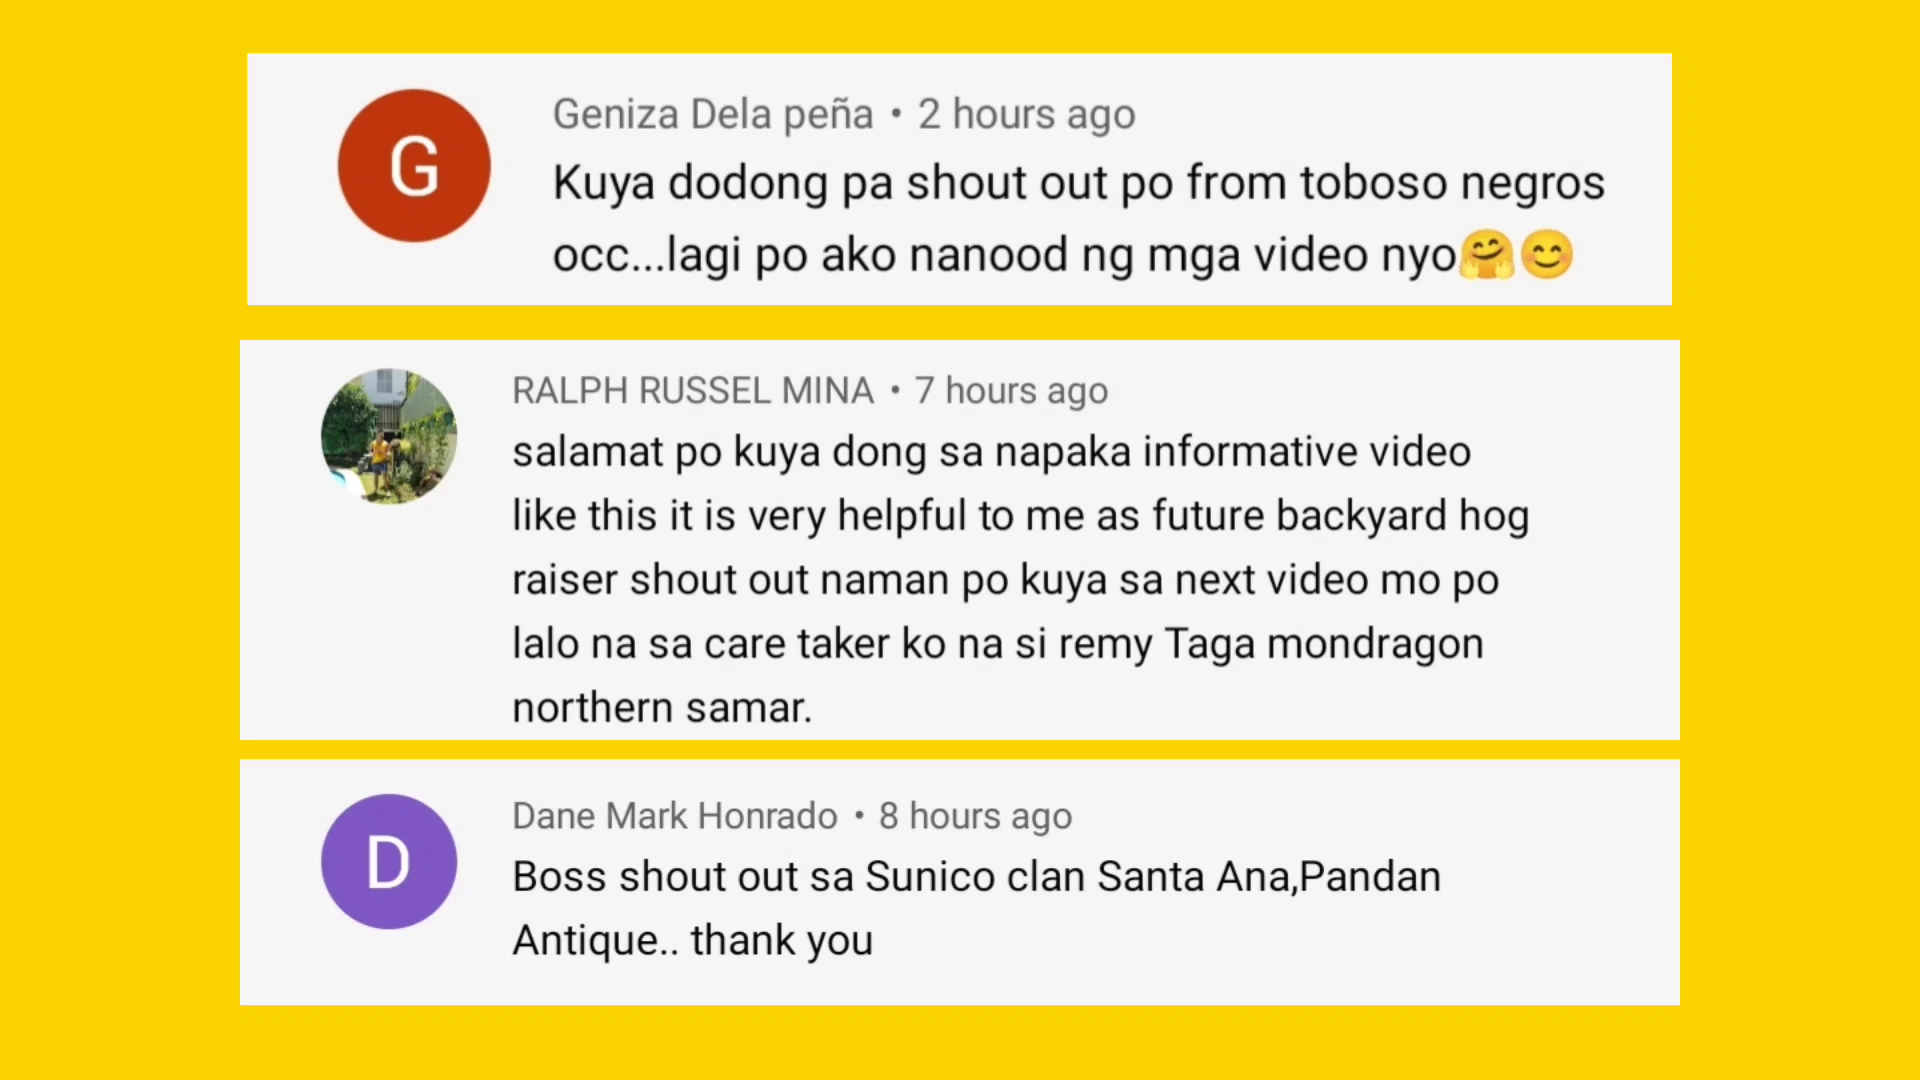 G
Geniza Dela peña • 2 hours ago
Kuya dodong pa shout out po from toboso negros
occ...lagi po ako nanood ng mga video nyo🤗😊
RALPH RUSSEL MINA • 7 hours ago
salamat po kuya dong sa napaka informative video
like this it is very helpful to me as future backyard hog
raiser shout out naman po kuya sa next video mo po
lalo na sa care taker ko na si remy Taga mondragon
northern samar.
D
Dane Mark Honrado • 8 hours ago
Boss shout out sa Sunico clan Santa Ana,Pandan
Antique.. thank you